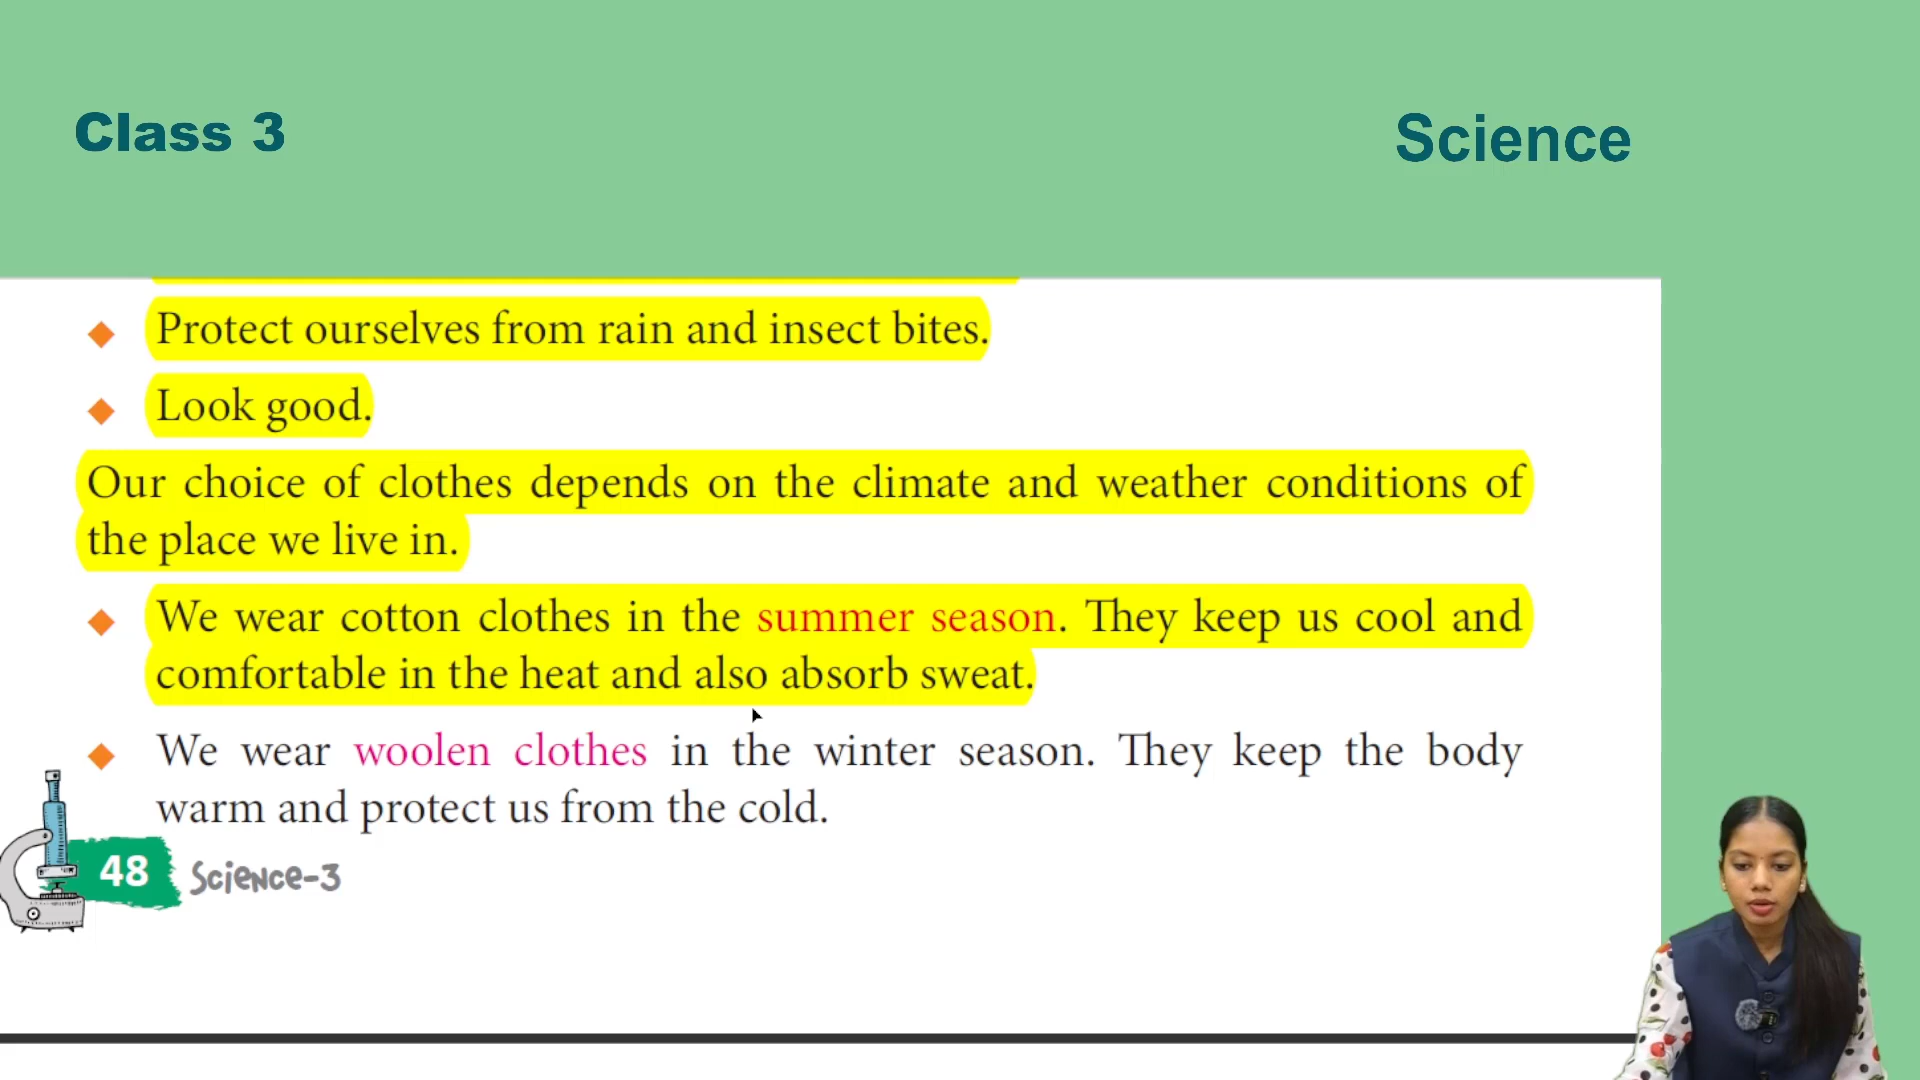 Class 3
Science
Protect ourselves from rain and insect bites.
Look good.
Our choice of clothes depends on the climate and weather conditions of
the place we live in.
We wear cotton clothes in the summer season. They keep us cool and
comfortable in the heat and also absorb sweat.
We wear woolen clothes in the winter season. They keep the body
warm and protect us from the cold.
48 Science-3